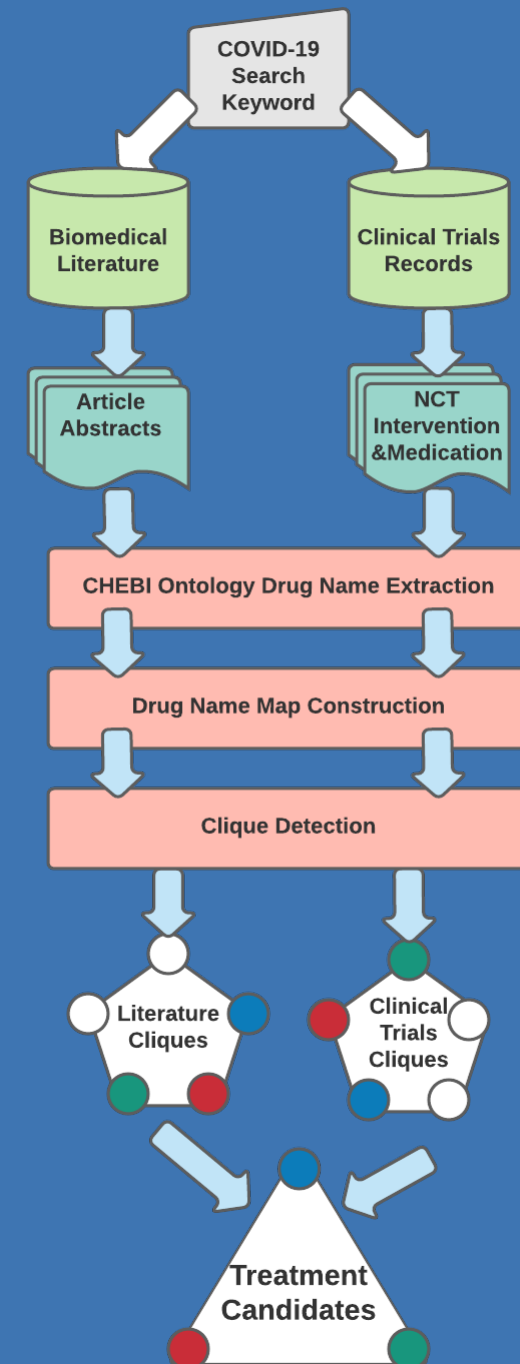 COVID-19
Search
Keyword
Biomedical
Literature
Clinical Trials
Records
Article
Abstracts
NCT
Intervention
&Medication
CHEBI Ontology Drug Name Extraction
Drug Name Map Construction
Clique Detection
Literature
Cliques
Clinical
Trials
Cliques
Treatment
Candidates